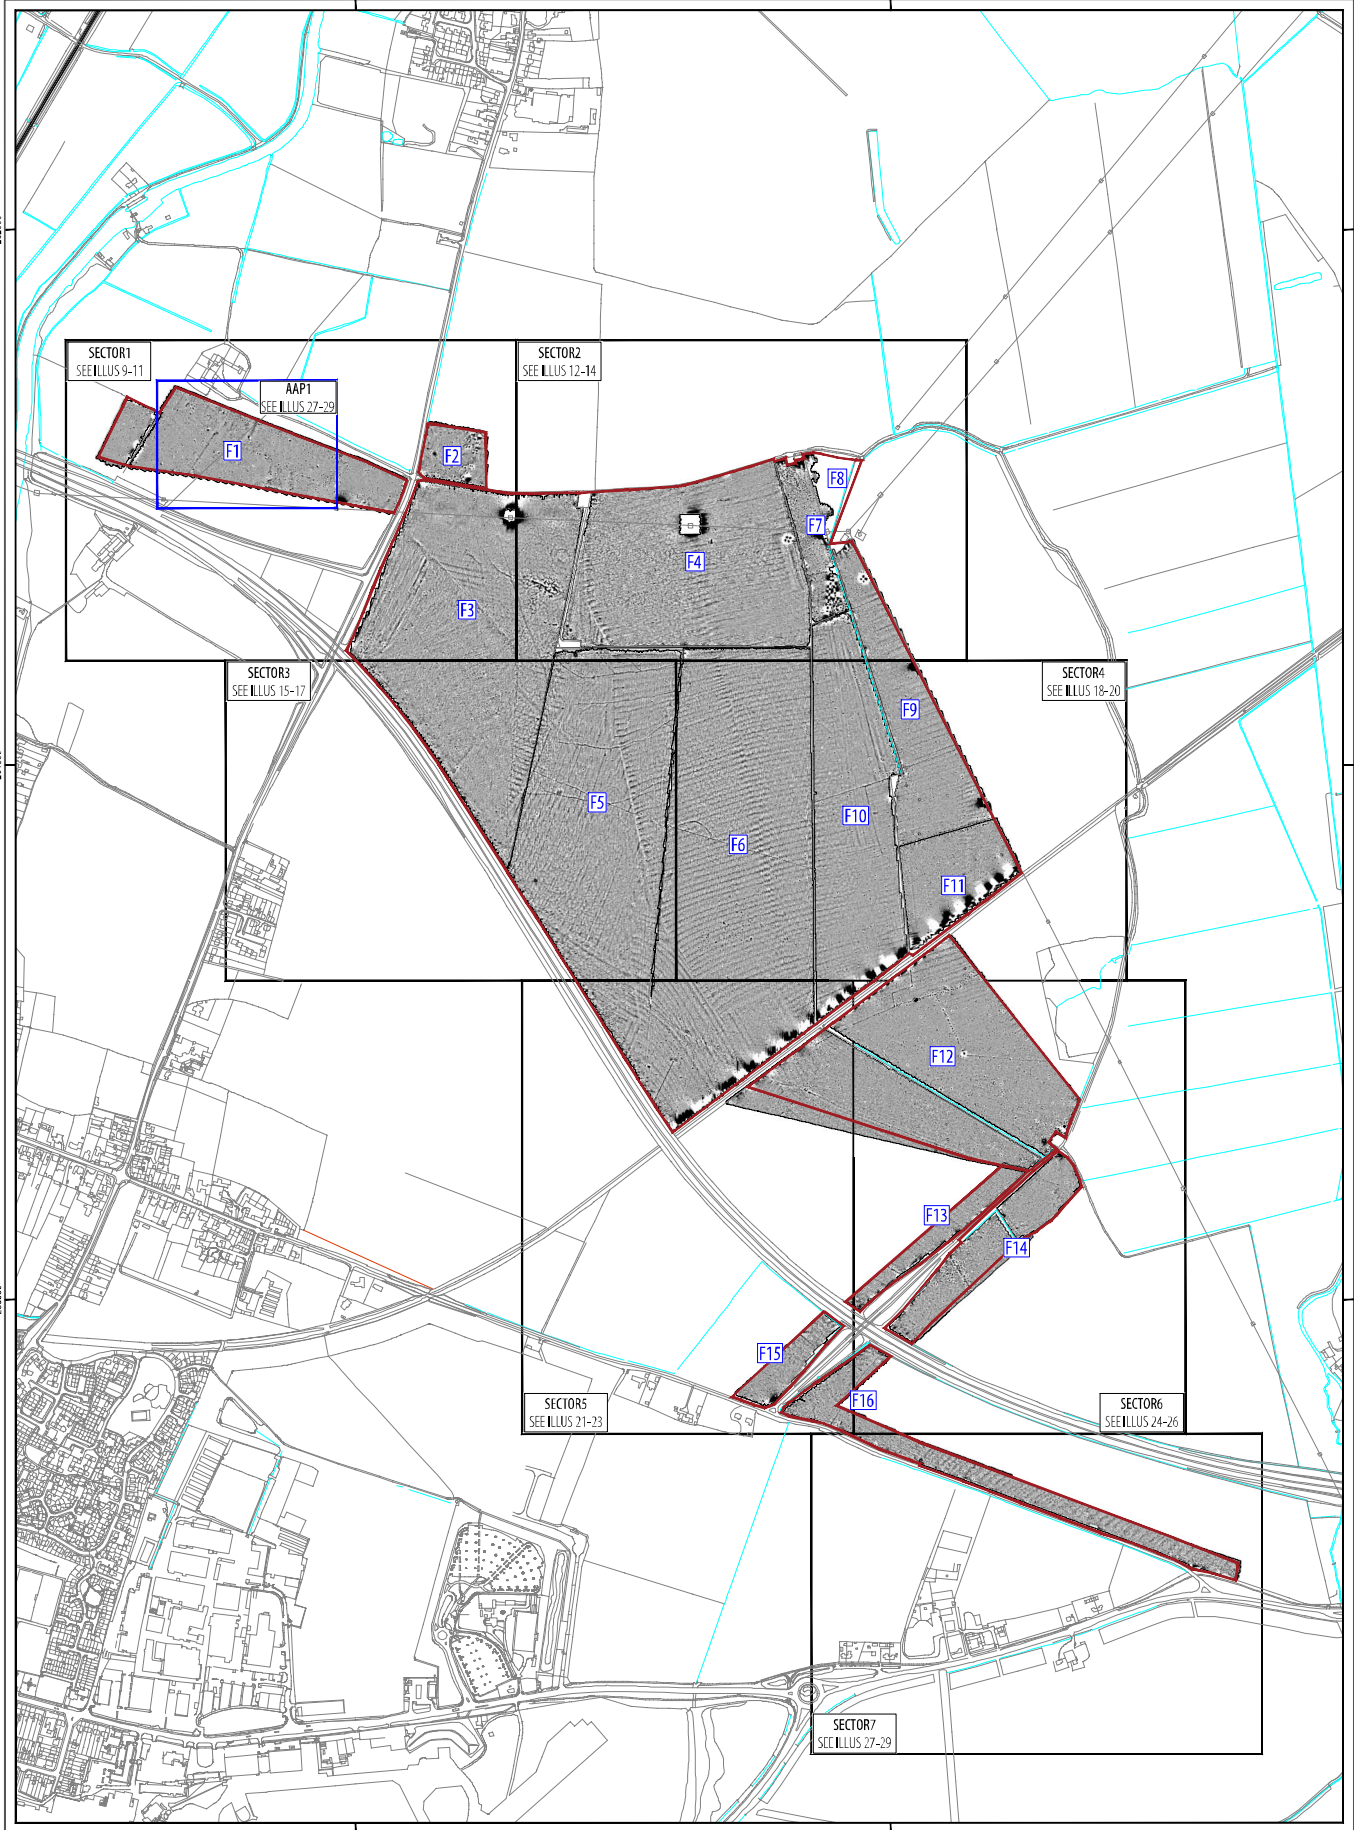 SECTOR1
SEE ILLUS 9-11
SECTOR2
SEE ILLUS 12-14
AAP1
SEE ILLUS 27-29
F1
F2
F8
F7
F4
F3
SECTOR3
SEE ILLUS 15-17
SECTOR4
SEE ILLUS 18-20
F9
F5
F10
F6
F11
F12
F13
F14
F15
F16
SECTOR5
SEE ILLUS 21-23
SECTOR6
SEE ILLUS 24-26
SECTOR7
SEE ILLUS 27-29